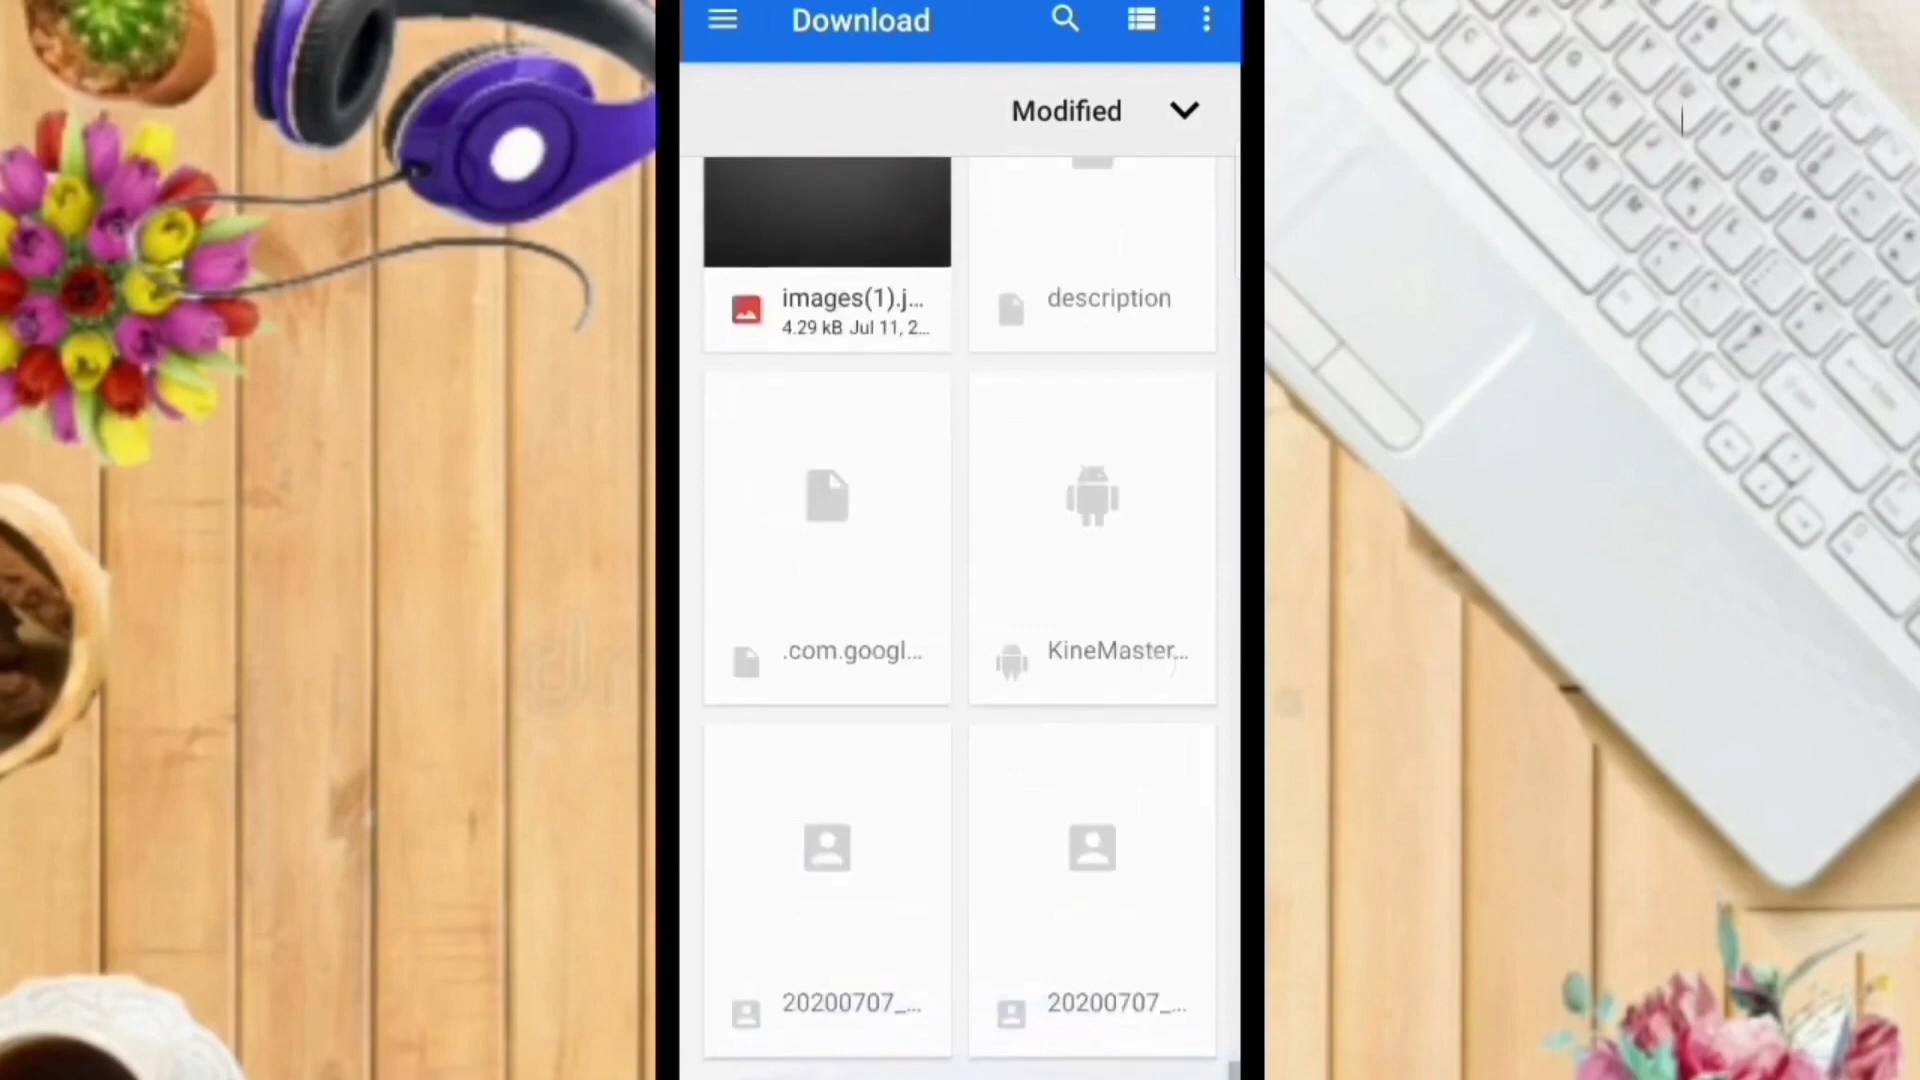 Download
Modified
images(1).j...
4.29 kB Jul 11, 2...
description
.com.googl...
KineMaster...
20200707_...
20200707_...